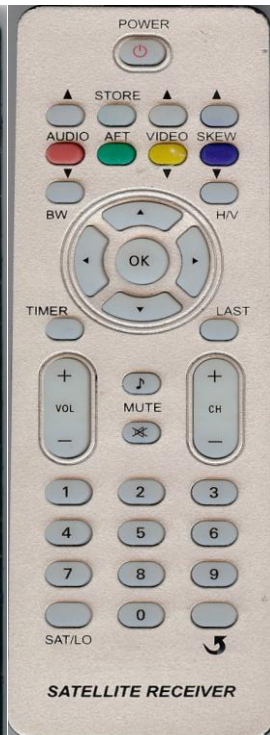 POWER
STORE
AUDIO AFT VIDEO SKEW
BW H/V
OK
TIMER LAST
+ +
VOL MUTE CH
− −
1 2 3
4 5 6
7 8 9
0
SAT/LO
SATELLITE RECEIVER